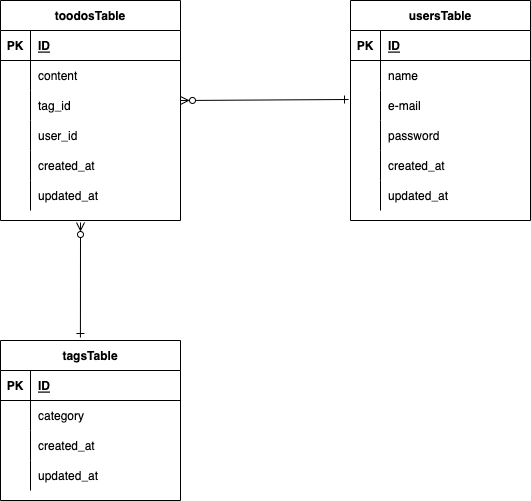 toodosTable
PK ID
content
tag_id
user_id
created_at
updated_at
usersTable
PK ID
name
e-mail
password
created_at
updated_at
tagsTable
PK ID
category
created_at
updated_at